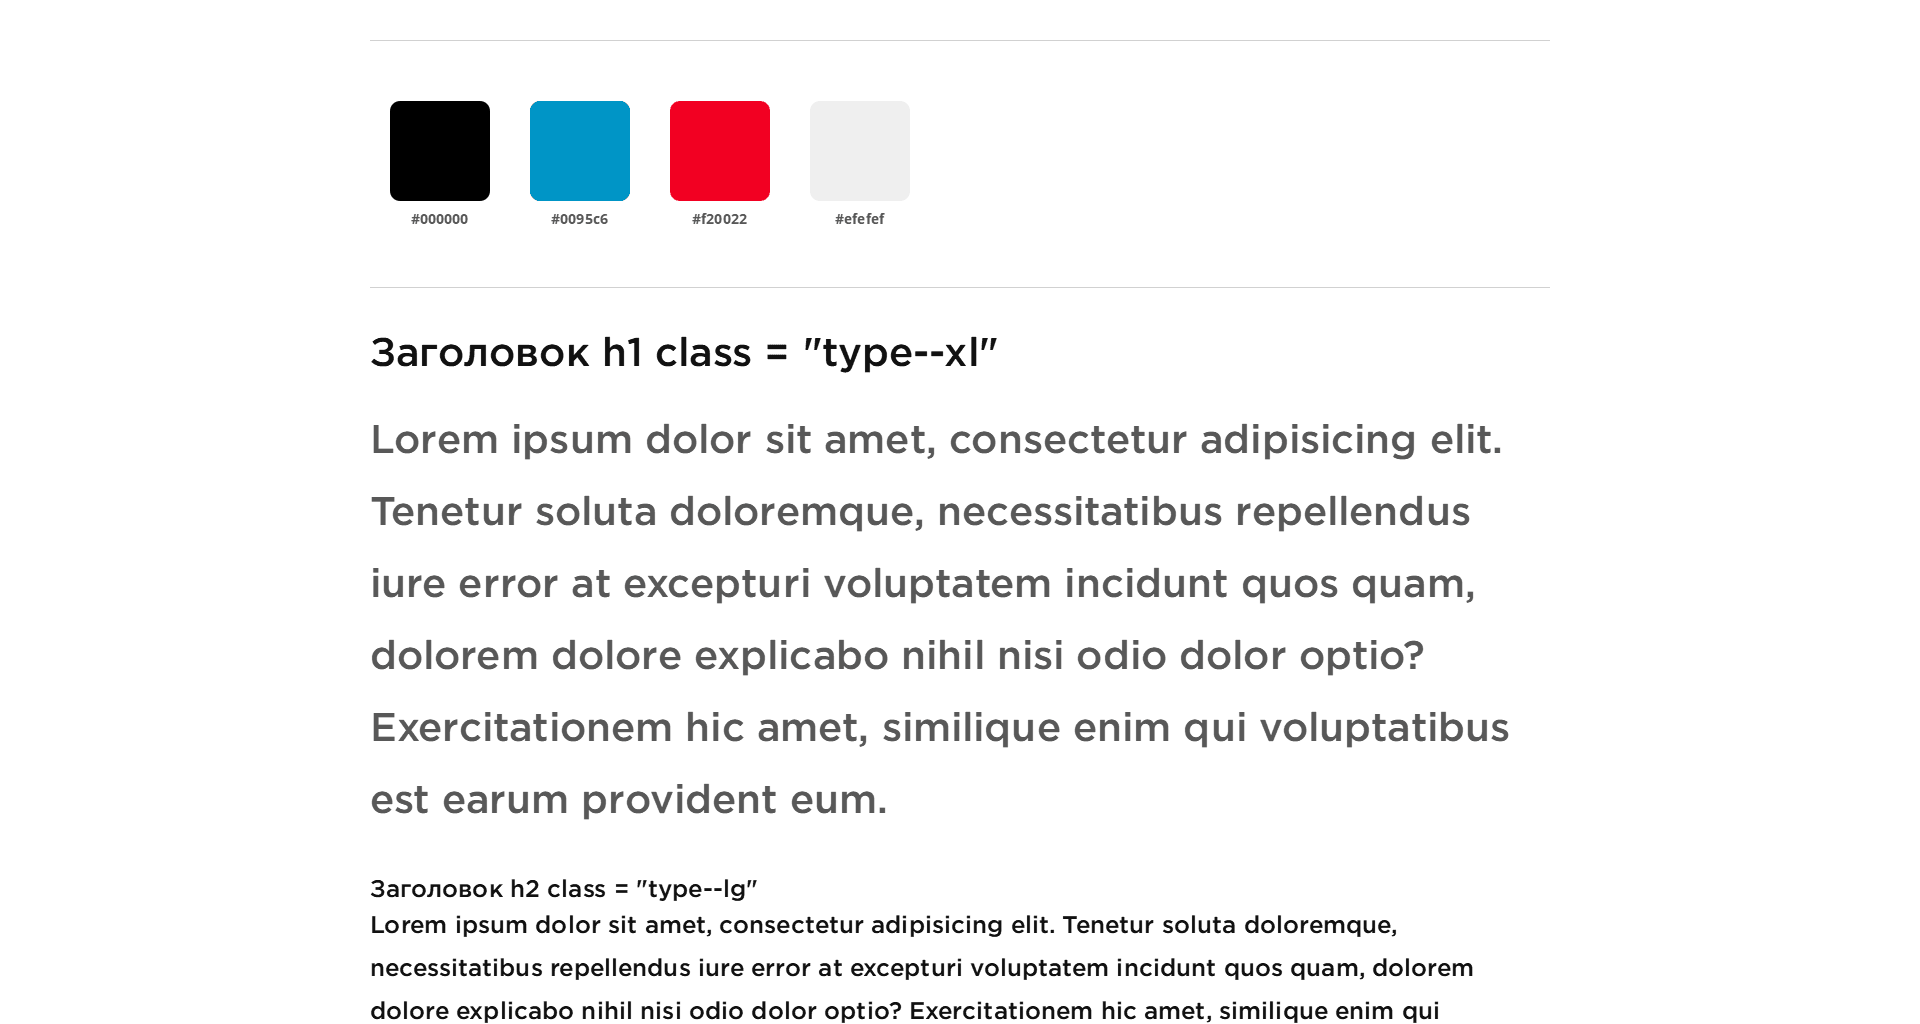 #000000 #0095c6 #f20022 #efefef
Заголовок h1 class = "type--xl"
Lorem ipsum dolor sit amet, consectetur adipisicing elit.
Tenetur soluta doloremque, necessitatibus repellendus
iure error at excepturi voluptatem incidunt quos quam,
dolorem dolore explicabo nihil nisi odio dolor optio?
Exercitationem hic amet, similique enim qui voluptatibus
est earum provident eum.
Заголовок h2 class = "type--lg"
Lorem ipsum dolor sit amet, consectetur adipisicing elit. Tenetur soluta doloremque,
necessitatibus repellendus iure error at excepturi voluptatem incidunt quos quam, dolorem
dolore explicabo nihil nisi odio dolor optio? Exercitationem hic amet, similique enim qui